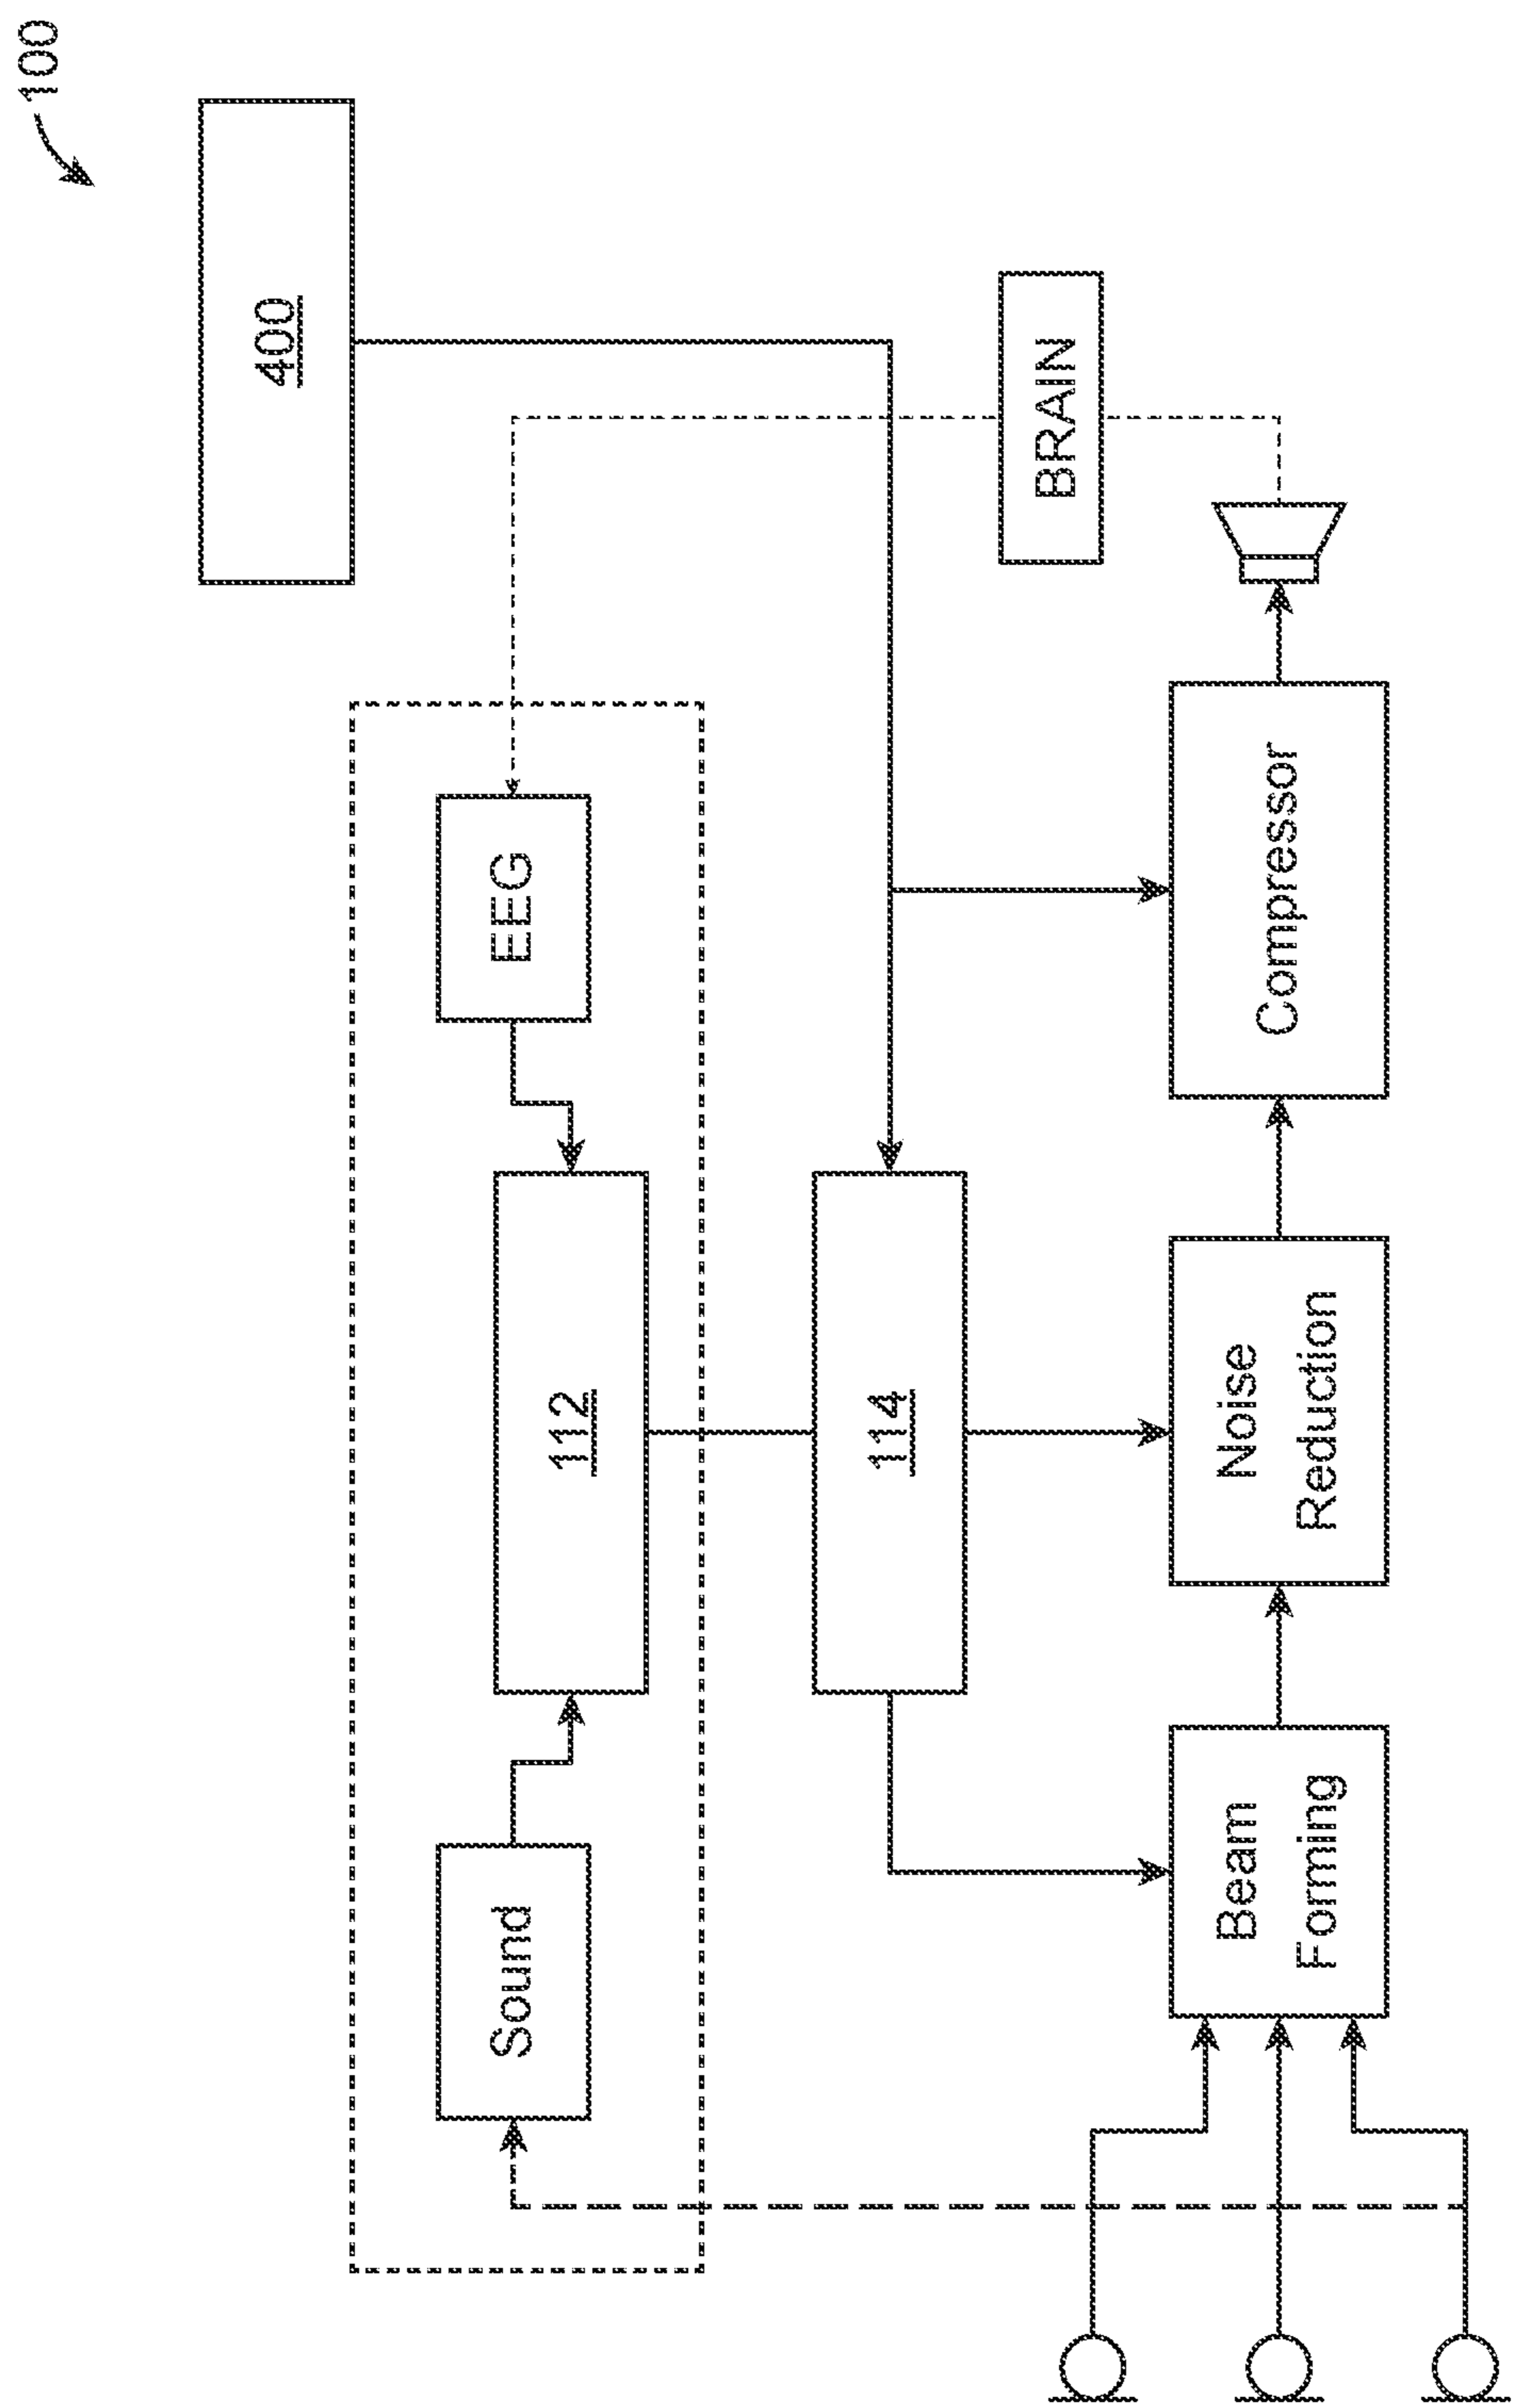 100
400
EEG
BRAIN
112
114
Sound
Compressor
Noise
Reduction
Beam
Forming